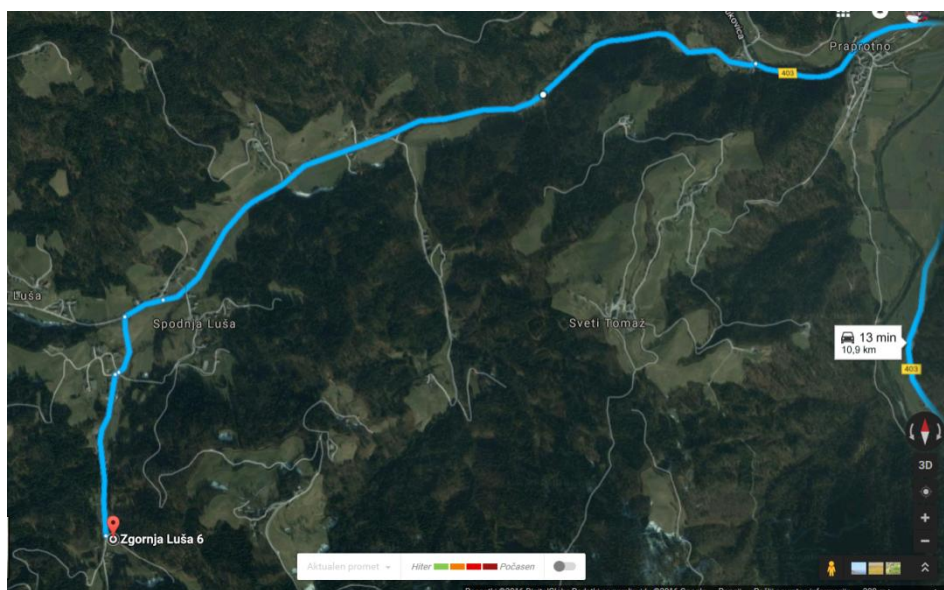 Praprotno
403
Luša
Spodnja Luša
Sveti Tomaž
13 min
10,9 km
403
3D
Zgornja Luša 6
Aktualen promet
Hiter
Počasen